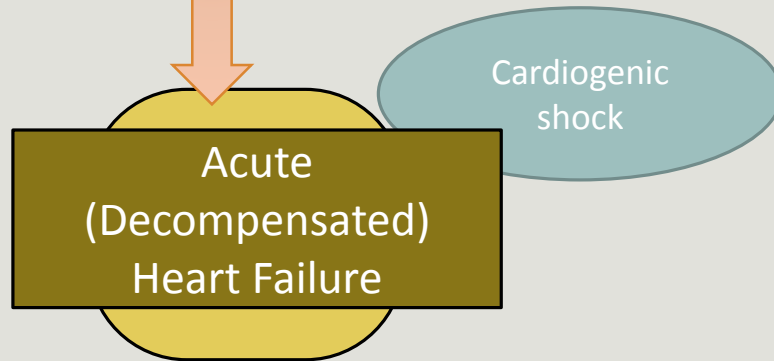 Cardiogenic
shock
Acute
(Decompensated)
Heart Failure